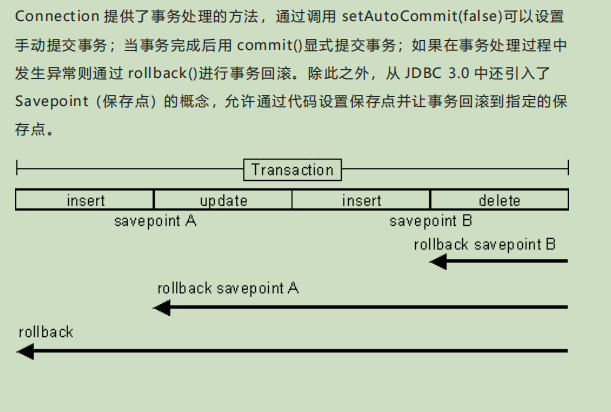 Connection 提供了事务处理的方法，通过调用 setAutoCommit(false)可以设置
手动提交事务；当事务完成后用 commit()显式提交事务；如果在事务处理过程中
发生异常则通过 rollback()进行事务回滚。除此之外，从 JDBC 3.0 中还引入了
Savepoint（保存点）的概念，允许通过代码设置保存点并让事务回滚到指定的保
存点。
Transaction
insert update insert delete
savepoint A savepoint B
rollback savepoint B
rollback savepoint A
rollback